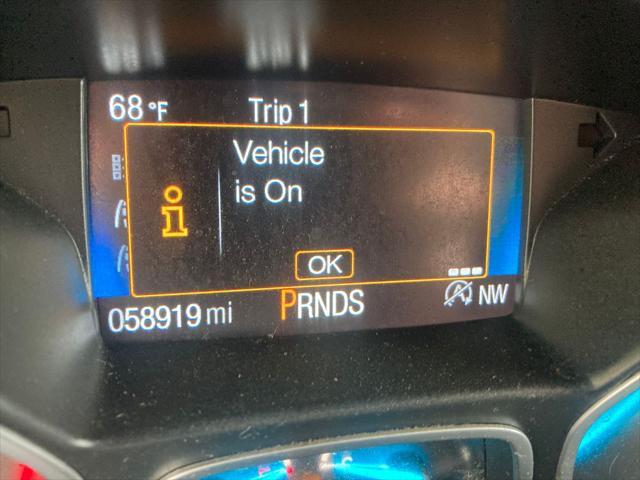 68 °F Trip 1
Vehicle
is On
i
OK
058919 mi PRNDS A NW